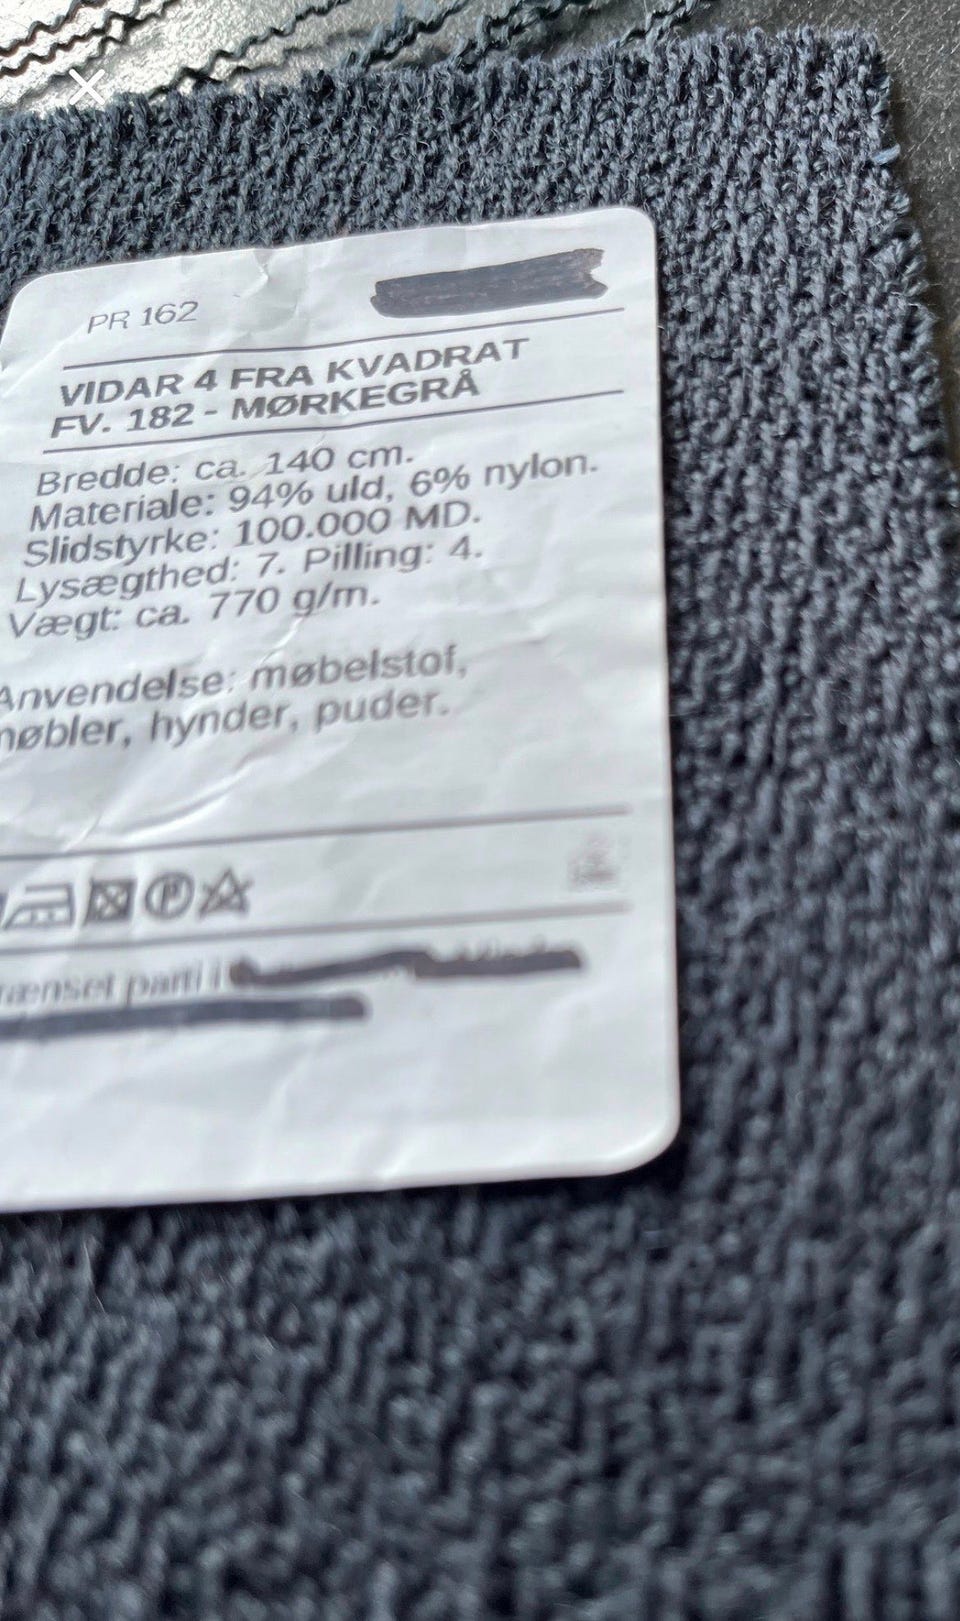 PR 162
VIDAR 4 FRA KVADRAT
FV. 182 - MØRKEGRÅ
Bredde: ca. 140 cm.
Materiale: 94% uld, 6% nylon.
Slidstyrke: 100.000 MD.
Lysægthed: 7. Pilling: 4.
Vægt: ca. 770 g/m.
Anvendelse: møbelstof,
møbler, hynder, puder.
P
rænset parti i